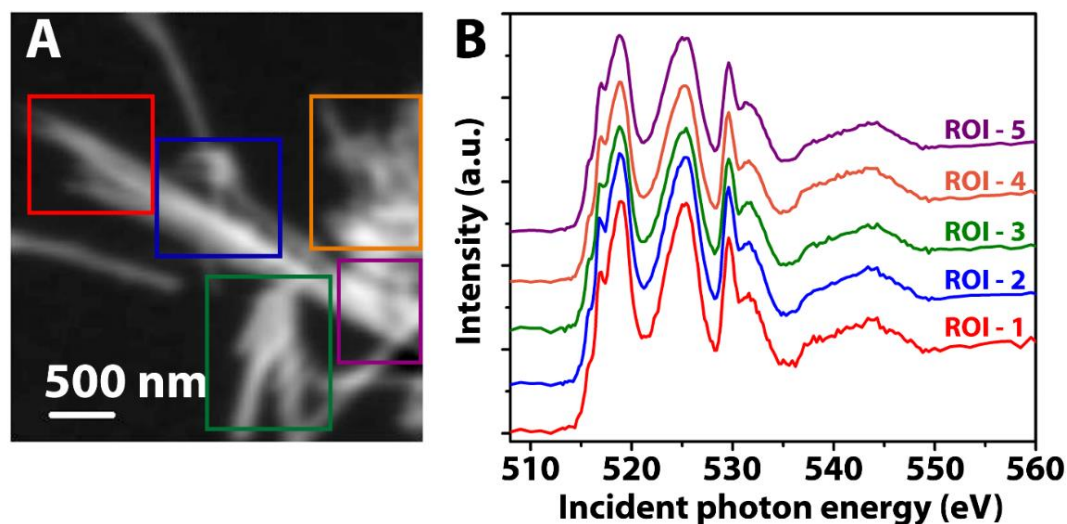 A
500 nm
B
Intensity (a.u.)
ROI - 5
ROI - 4
ROI - 3
ROI - 2
ROI - 1
510 520 530 540 550 560
Incident photon energy (eV)